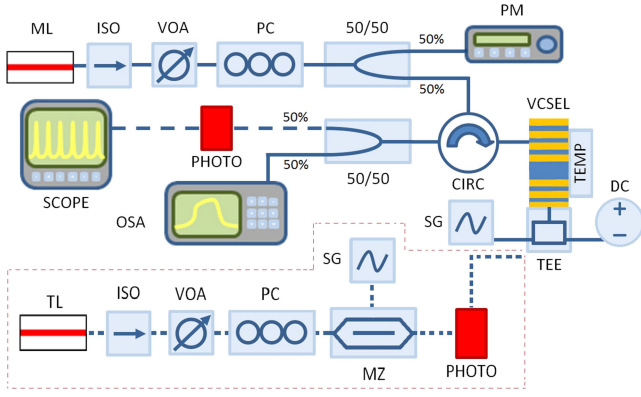 ML
ISO
VOA
PC
50/50
50%
PM
50%
VCSEL
TEMP
50%
PHOTO
50%
50/50
CIRC
SCOPE
OSA
SG
DC
TEE
SG
TL
ISO
VOA
PC
MZ
PHOTO